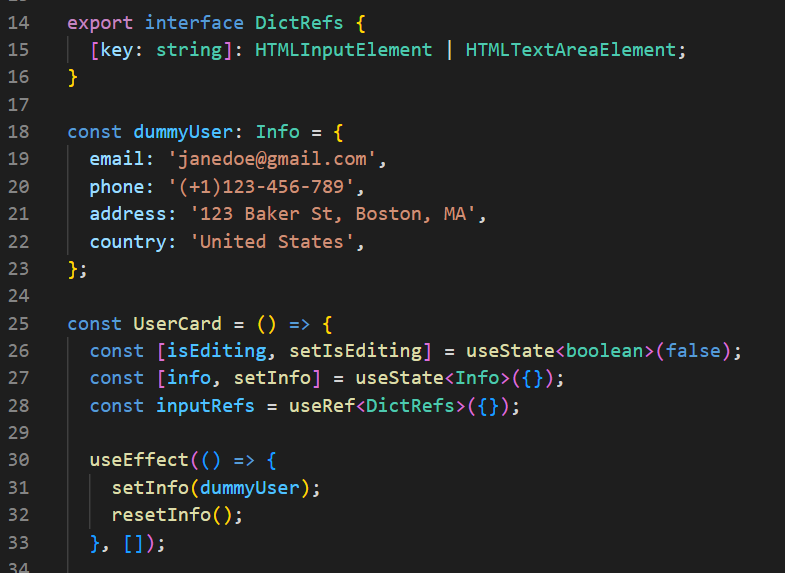 14 export interface DictRefs {
15   [key: string]: HTMLInputElement | HTMLTextAreaElement;
16 }
17
18 const dummyUser: Info = {
19   email: 'janedoe@gmail.com',
20   phone: '(+1)123-456-789',
21   address: '123 Baker St, Boston, MA',
22   country: 'United States',
23 };
24
25 const UserCard = () => {
26   const [isEditing, setIsEditing] = useState<boolean>(false);
27   const [info, setInfo] = useState<Info>({});
28   const inputRefs = useRef<DictRefs>({});
29
30   useEffect(() => {
31     setInfo(dummyUser);
32     resetInfo();
33   }, []);
34